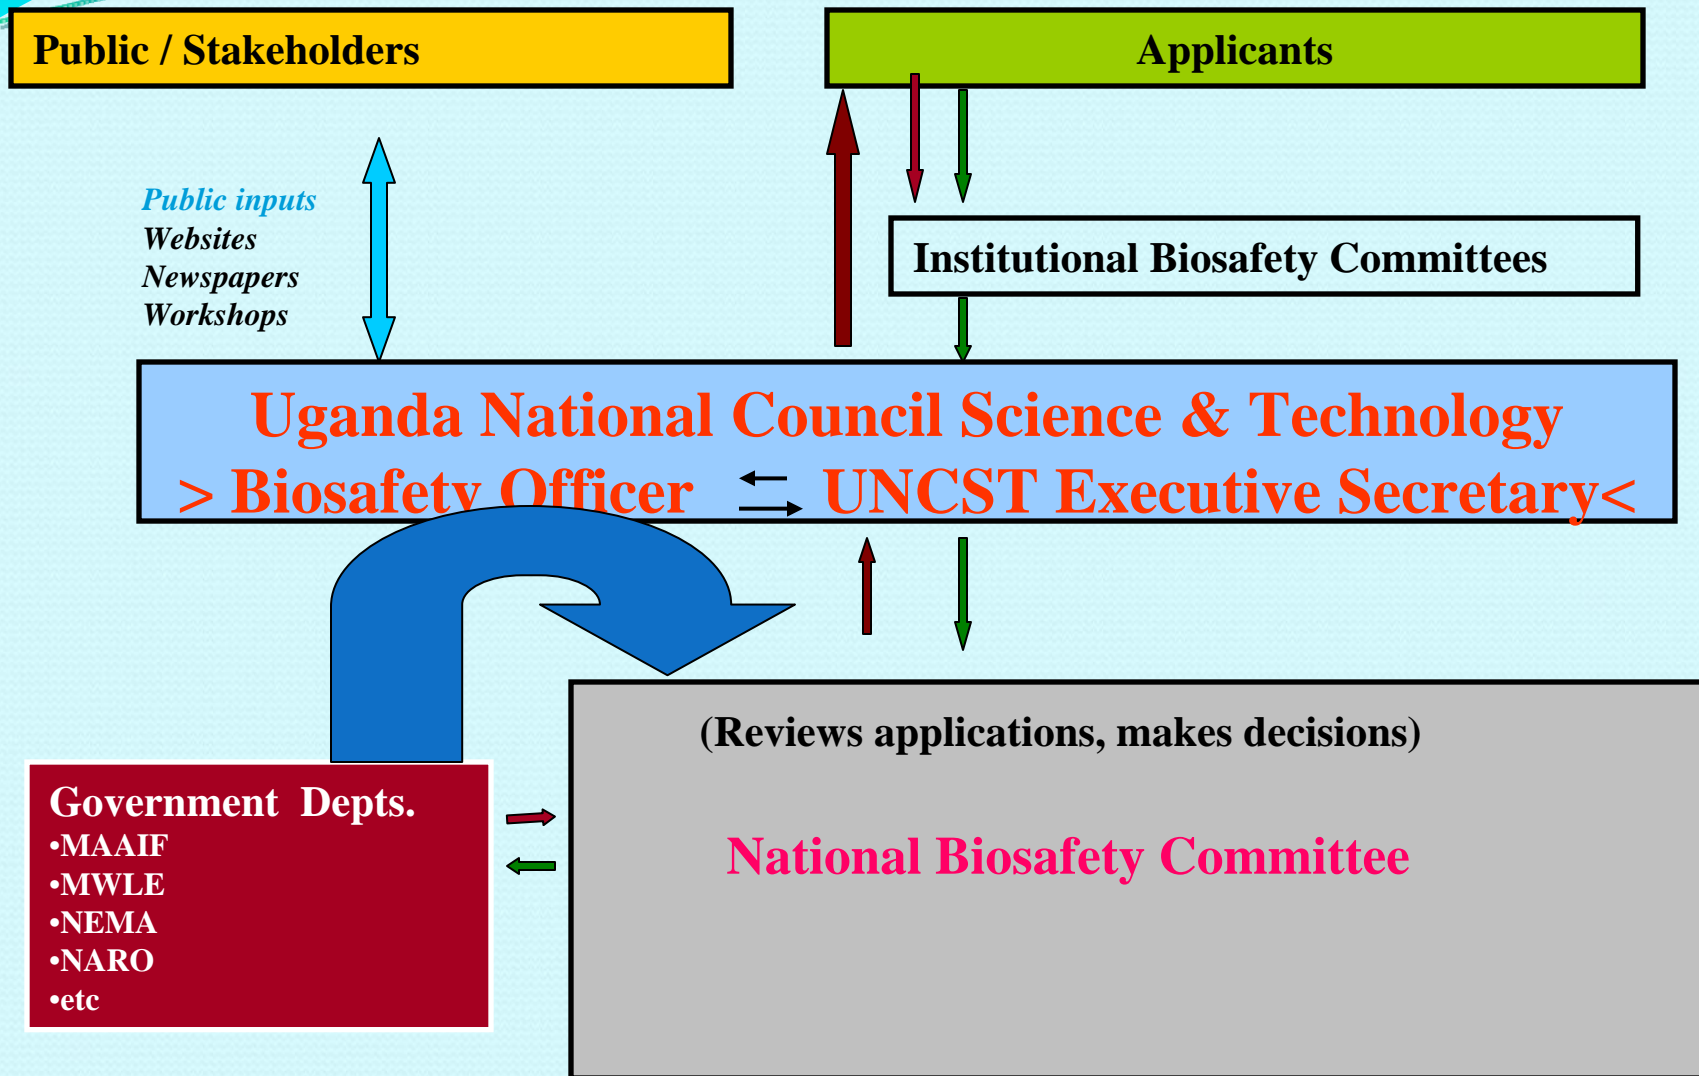 Public / Stakeholders
Applicants
Public inputs
Websites
Newspapers
Workshops
Institutional Biosafety Committees
Uganda National Council Science & Technology
> Biosafety Officer UNCST Executive Secretary<
(Reviews applications, makes decisions)
National Biosafety Committee
Government Depts.
•MAAIF
•MWLE
•NEMA
•NARO
•etc